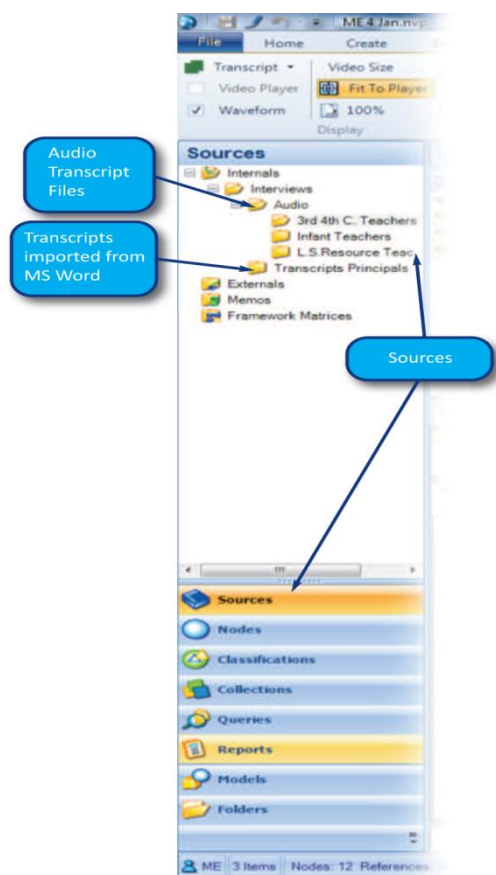 ME 4 Jan.nvp
File Home Create
Transcript Video Size
Video Player Fit To Player
Waveform 100%
Display
Sources
Internals
Interviews
Audio
3rd 4th C. Teachers
Infant Teachers
L.S.Resource Teac
Transcripts Principals
Externals
Memos
Framework Matrices
Audio
Transcript
Files
Transcripts
imported from
MS Word
Sources
Sources
Nodes
Classifications
Collections
Queries
Reports
Models
Folders
ME 3 Items Nodes: 12 References